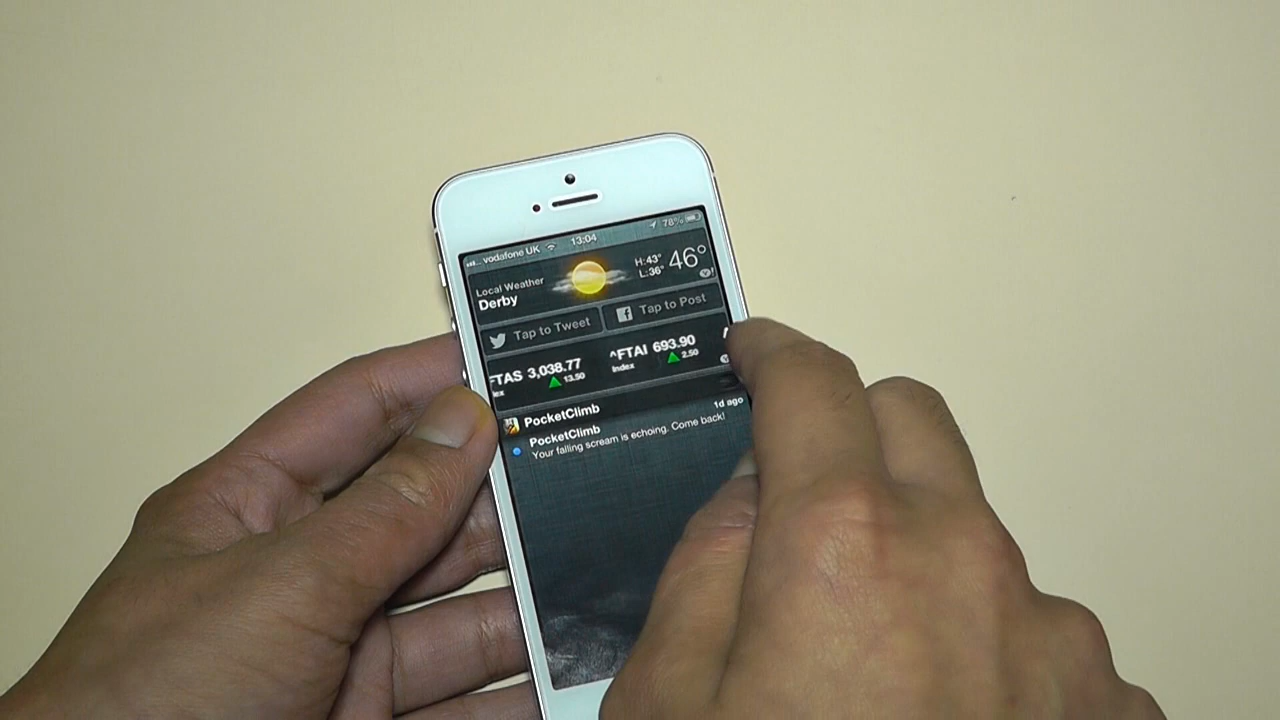 vodafone UK 13:04 78%
Local Weather
Derby
H:43°
L:36°
46°
Tap to Tweet
Tap to Post
FTAS 3,038.77
13.50
^FTAI 693.90
Index
2.50
PocketClimb
PocketClimb 1d ago
Your falling scream is echoing. Come back!